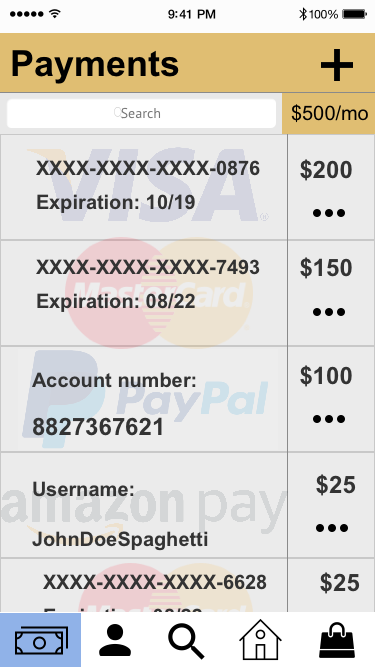 9:41 PM 100%
Payments +
Search $500/mo
VISA
XXXX-XXXX-XXXX-0876 $200
Expiration: 10/19
XXXX-XXXX-XXXX-7493 $150
MasterCard
Expiration: 08/22
Account number: $100
PayPal
8827367621
Username: $25
amazon pay
JohnDoeSpaghetti
XXXX-XXXX-XXXX-6628 $25